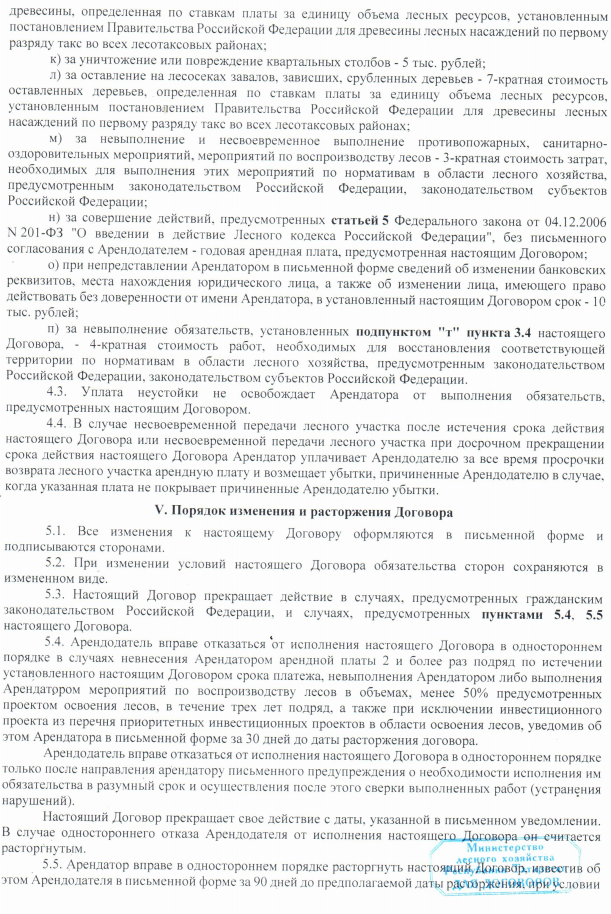 древесины, определенная по ставкам платы за единицу объема лесных ресурсов, установленным
постановлением Правительства Российской Федерации для древесины лесных насаждений по первому
разряду такс во всех лесотаксовых районах;
к) за уничтожение или повреждение квартальных столбов - 5 тыс. рублей;
л) за оставление на лесосеках завалов, зависших, срубленных деревьев - 7-кратная стоимость
оставленных деревьев, определенная по ставкам платы за единицу объема лесных ресурсов,
установленным постановлением Правительства Российской Федерации для древесины лесных
насаждений по первому разряду такс во всех лесотаксовых районах;
м) за невыполнение и несвоевременное выполнение противопожарных, санитарно-
оздоровительных мероприятий, мероприятий по воспроизводству лесов - 3-кратная стоимость затрат,
необходимых для выполнения этих мероприятий по нормативам в области лесного хозяйства,
предусмотренным законодательством Российской Федерации, законодательством субъектов
Российской Федерации;
н) за совершение действий, предусмотренных статьей 5 Федерального закона от 04.12.2006
N 201-ФЗ "О введении в действие Лесного кодекса Российской Федерации", без письменного
согласования с Арендодателем - годовая арендная плата, предусмотренная настоящим Договором;
о) при непредставлении Арендатором в письменной форме сведений об изменении банковских
реквизитов, места нахождения юридического лица, а также об изменении лица, имеющего право
действовать без доверенности от имени Арендатора, в установленный настоящим Договором срок - 10
тыс. рублей;
п) за невыполнение обязательств, установленных подпунктом "т" пункта 3.4 настоящего
Договора, - 4-кратная стоимость работ, необходимых для восстановления соответствующей
территории по нормативам в области лесного хозяйства, предусмотренным законодательством
Российской Федерации, законодательством субъектов Российской Федерации.
4.3. Уплата неустойки не освобождает Арендатора от выполнения обязательств,
предусмотренных настоящим Договором.
4.4. В случае несвоевременной передачи лесного участка после истечения срока действия
настоящего Договора или несвоевременной передачи лесного участка при досрочном прекращении
срока действия настоящего Договора Арендатор уплачивает Арендодателю за все время просрочки
возврата лесного участка арендную плату и возмещает убытки, причиненные Арендодателю в случае,
когда указанная плата не покрывает причиненные Арендодателю убытки.
V. Порядок изменения и расторжения Договора
5.1. Все изменения к настоящему Договору оформляются в письменной форме и
подписываются сторонами.
5.2. При изменении условий настоящего Договора обязательства сторон сохраняются в
измененном виде.
5.3. Настоящий Договор прекращает действие в случаях, предусмотренных гражданским
законодательством Российской Федерации, и случаях, предусмотренных пунктами 5.4, 5.5
настоящего Договора.
5.4. Арендодатель вправе отказаться от исполнения настоящего Договора в одностороннем
порядке в случаях невнесения Арендатором арендной платы 2 и более раз подряд по истечении
установленного настоящим Договором срока платежа, невыполнения Арендатором либо выполнения
Арендатором мероприятий по воспроизводству лесов в объемах, менее 50% предусмотренных
проектом освоения лесов, в течение трех лет подряд, а также при исключении инвестиционного
проекта из перечня приоритетных инвестиционных проектов в области освоения лесов, уведомив об
этом Арендатора в письменной форме за 30 дней до даты расторжения договора.
Арендодатель вправе отказаться от исполнения настоящего Договора в одностороннем порядке
только после направления арендатору письменного предупреждения о необходимости исполнения им
обязательства в разумный срок и осуществления после этого сверки выполненных работ (устранения
нарушений).
Настоящий Договор прекращает свое действие с даты, указанной в письменном уведомлении.
В случае одностороннего отказа Арендодателя от исполнения настоящего Договора он считается
расторгнутым.
Министерство
лесного хозяйства
5.5. Арендатор вправе в одностороннем порядке расторгнуть настоящий Договор, известив об
этом Арендодателя в письменной форме за 90 дней до предполагаемой даты расторжения, при условии
ДОГОВОРОВ